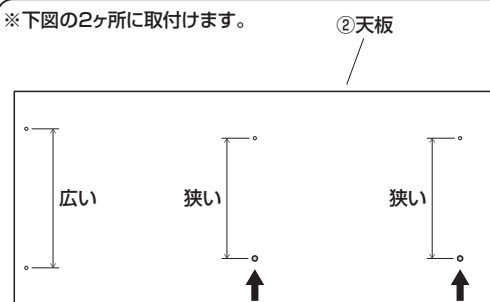 ※下図の2ヶ所に取付けます。
②天板
広い
狭い
狭い